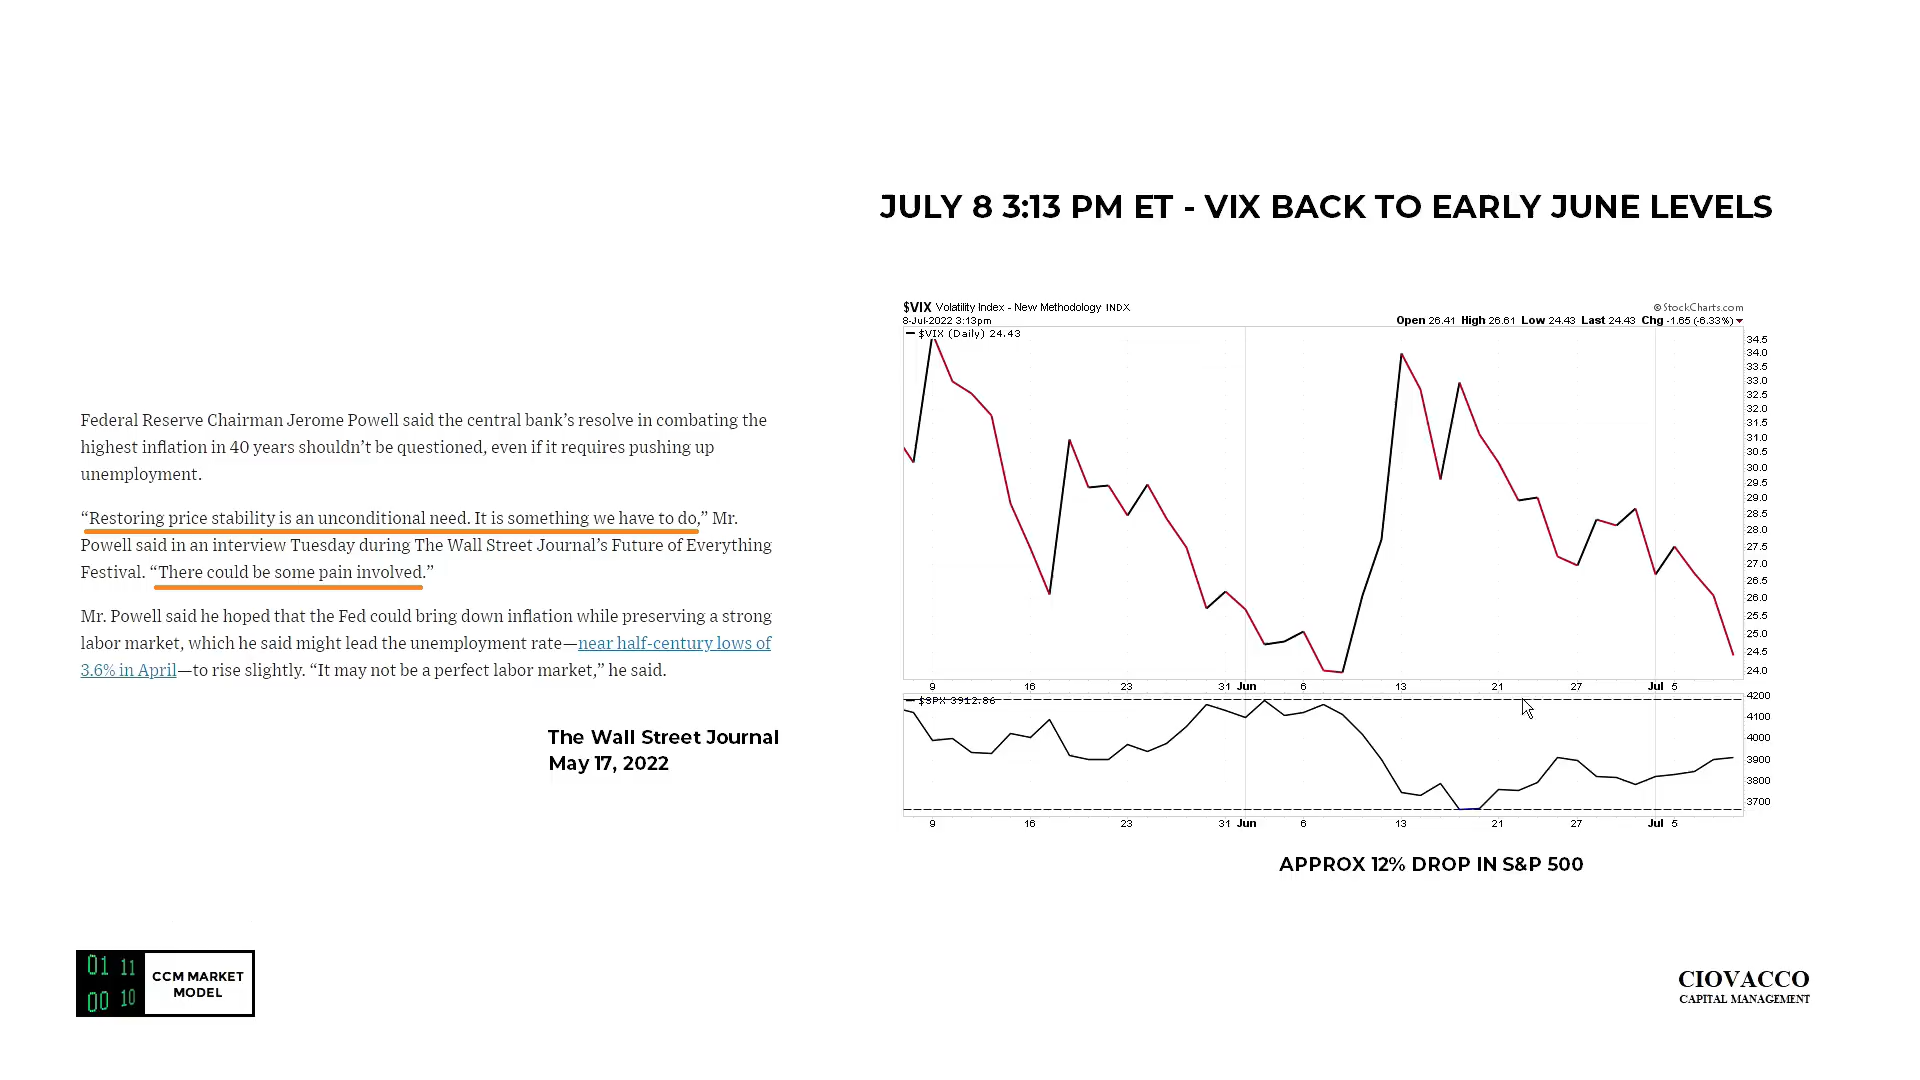 JULY 8 3:13 PM ET - VIX BACK TO EARLY JUNE LEVELS
Federal Reserve Chairman Jerome Powell said the central bank’s resolve in combating the
highest inflation in 40 years shouldn’t be questioned, even if it requires pushing up
unemployment.
“Restoring price stability is an unconditional need. It is something we have to do,” Mr.
Powell said in an interview Tuesday during The Wall Street Journal’s Future of Everything
Festival. “There could be some pain involved.”
Mr. Powell said he hoped that the Fed could bring down inflation while preserving a strong
labor market, which he said might lead the unemployment rate—near half-century lows of
3.6% in April—to rise slightly. “It may not be a perfect labor market,” he said.
The Wall Street Journal
May 17, 2022
$VIX Volatility Index - New Methodology INDX
© StockCharts.com
8-Jul-2022 3:13pm
Open 26.41 High 26.61 Low 24.43 Last 24.43 Chg -1.65 (-6.33%)
$VIX (Daily) 24.43
34.5
34.0
33.5
33.0
32.5
32.0
31.5
31.0
30.5
30.0
29.5
29.0
28.5
28.0
27.5
27.0
26.5
26.0
25.5
25.0
24.5
24.0
9 16 23 31 Jun 6 13 21 27 Jul 5
$SPX 3912.86
4200
4100
4000
3900
3800
3700
9 16 23 31 Jun 6 13 21 27 Jul 5
APPROX 12% DROP IN S&P 500
01 11
00 10
CCM MARKET
MODEL
CIOVACCO
CAPITAL MANAGEMENT